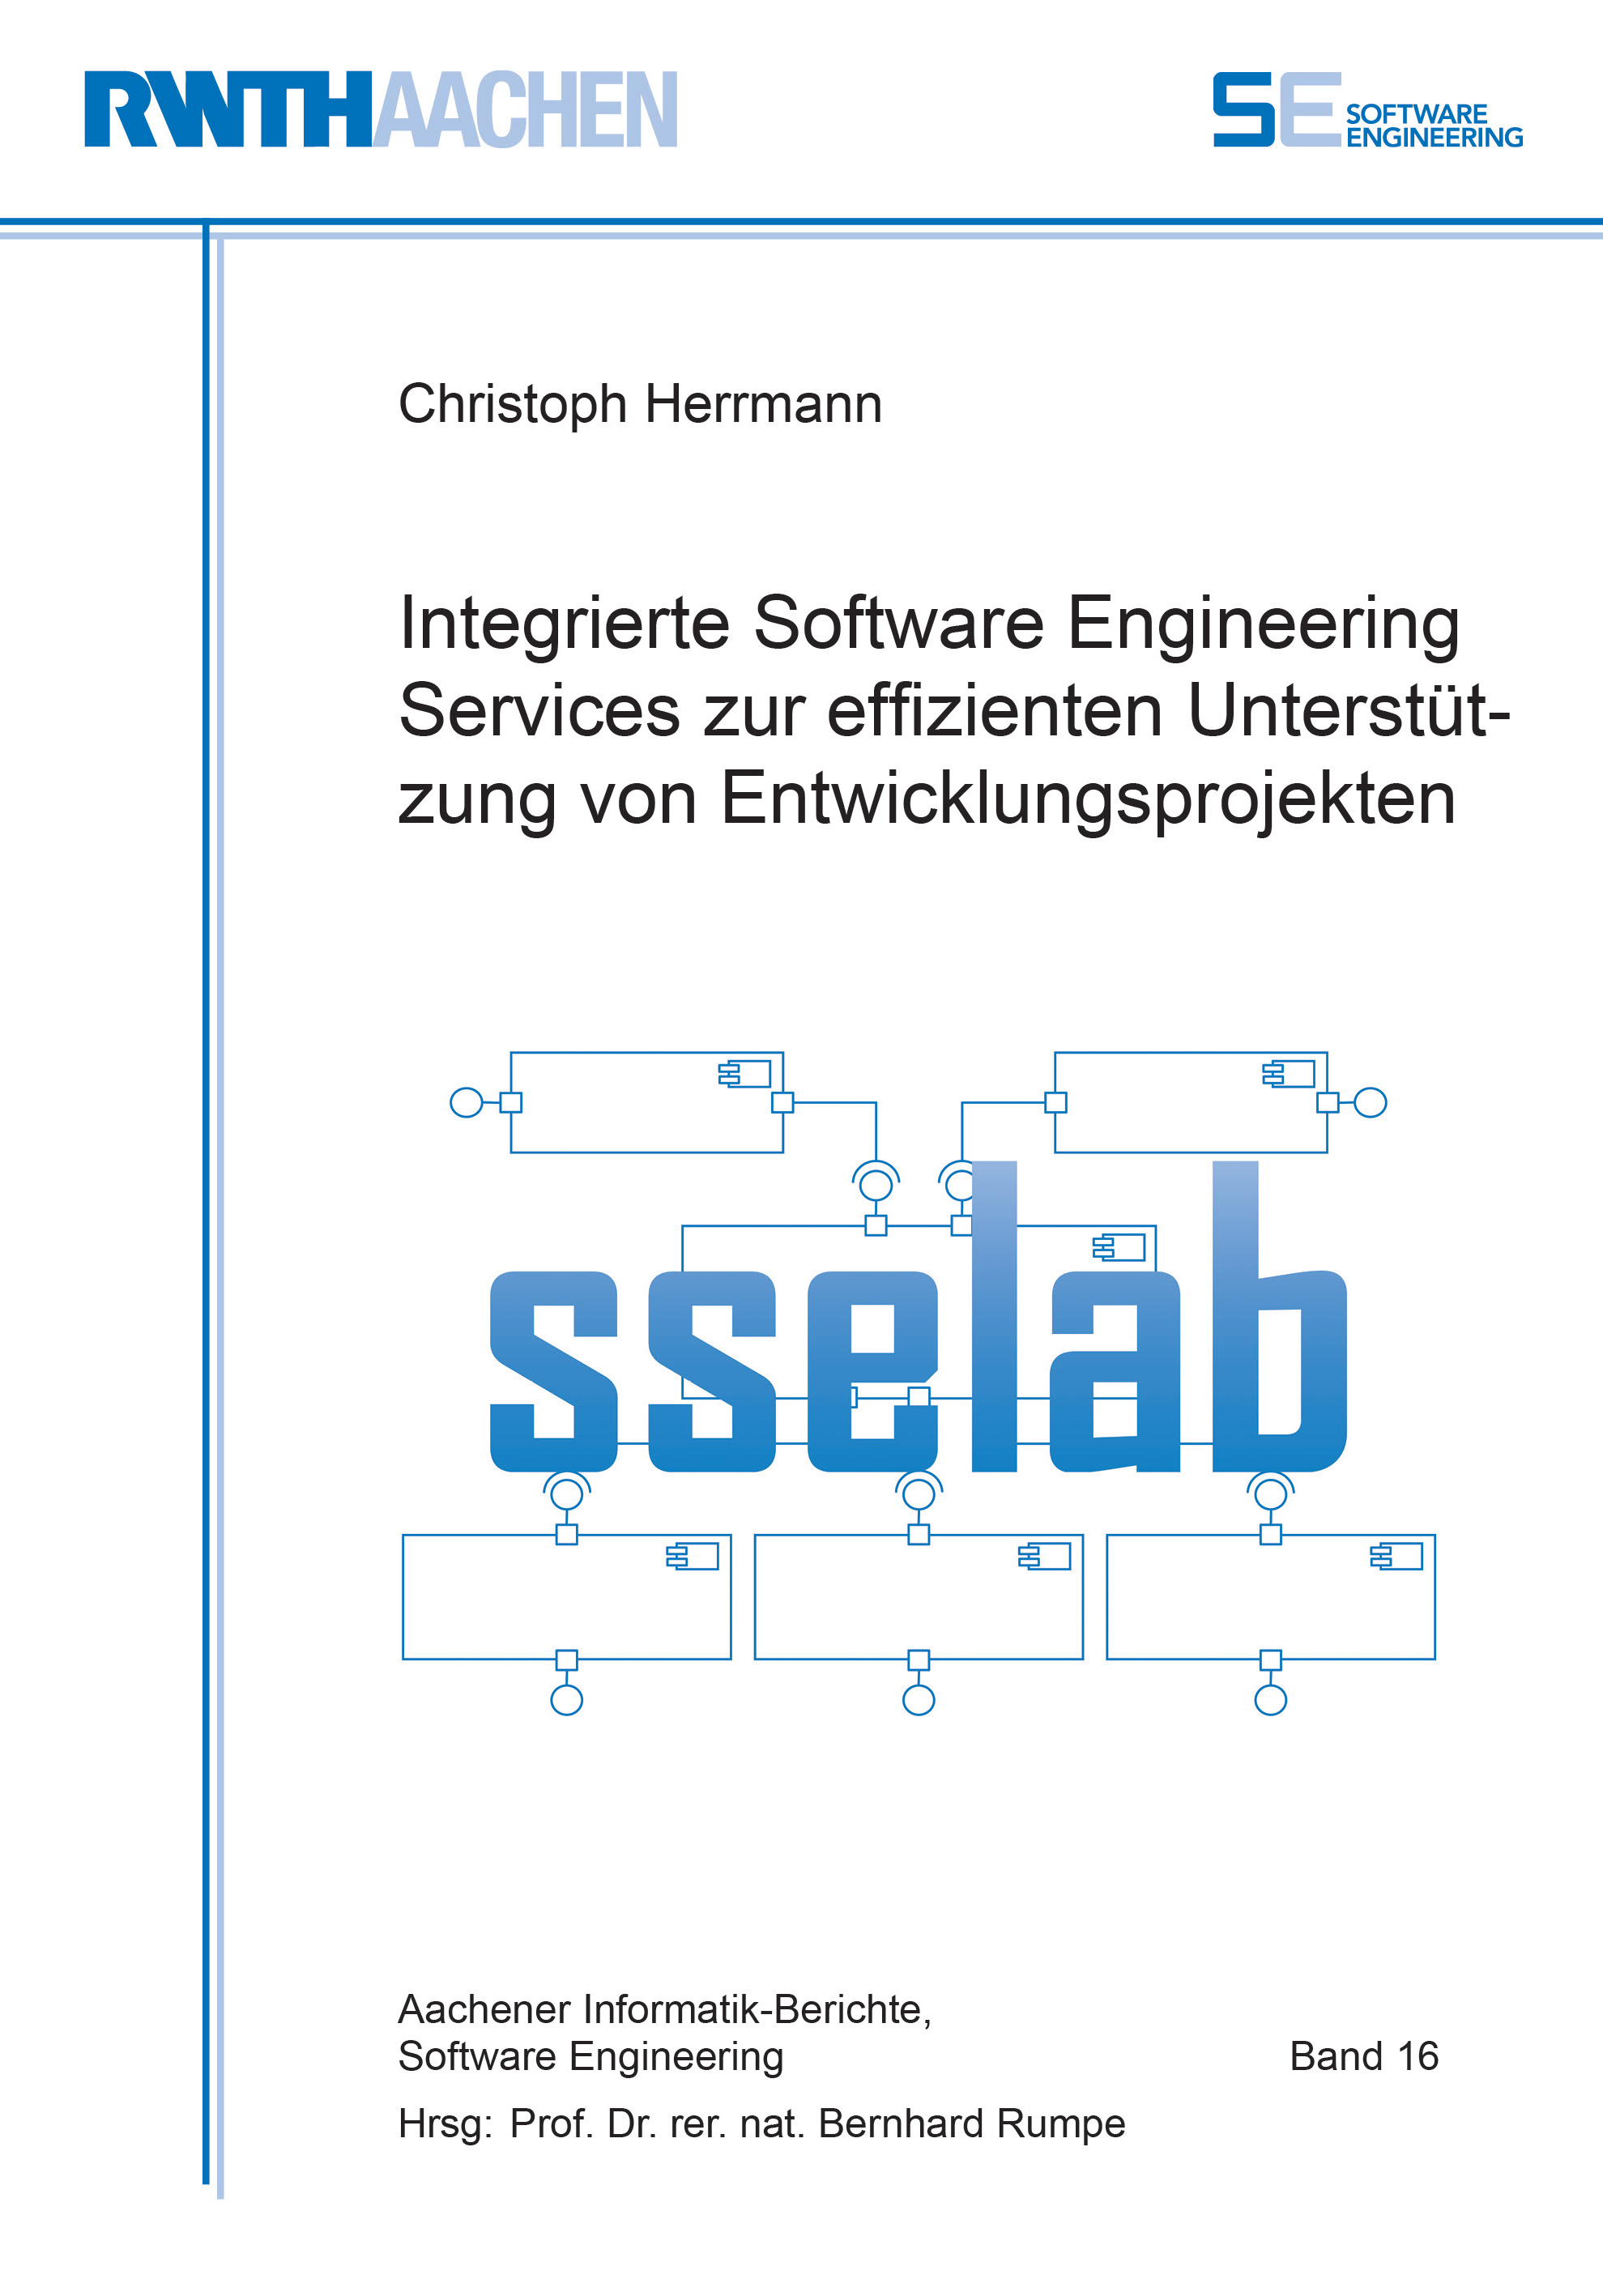 RWTHAACHEN
SE SOFTWARE
ENGINEERING
Christoph Herrmann
Integrierte Software Engineering
Services zur effizienten Unterstüt-
zung von Entwicklungsprojekten
sselab
Aachener Informatik-Berichte,
Software Engineering Band 16
Hrsg: Prof. Dr. rer. nat. Bernhard Rumpe